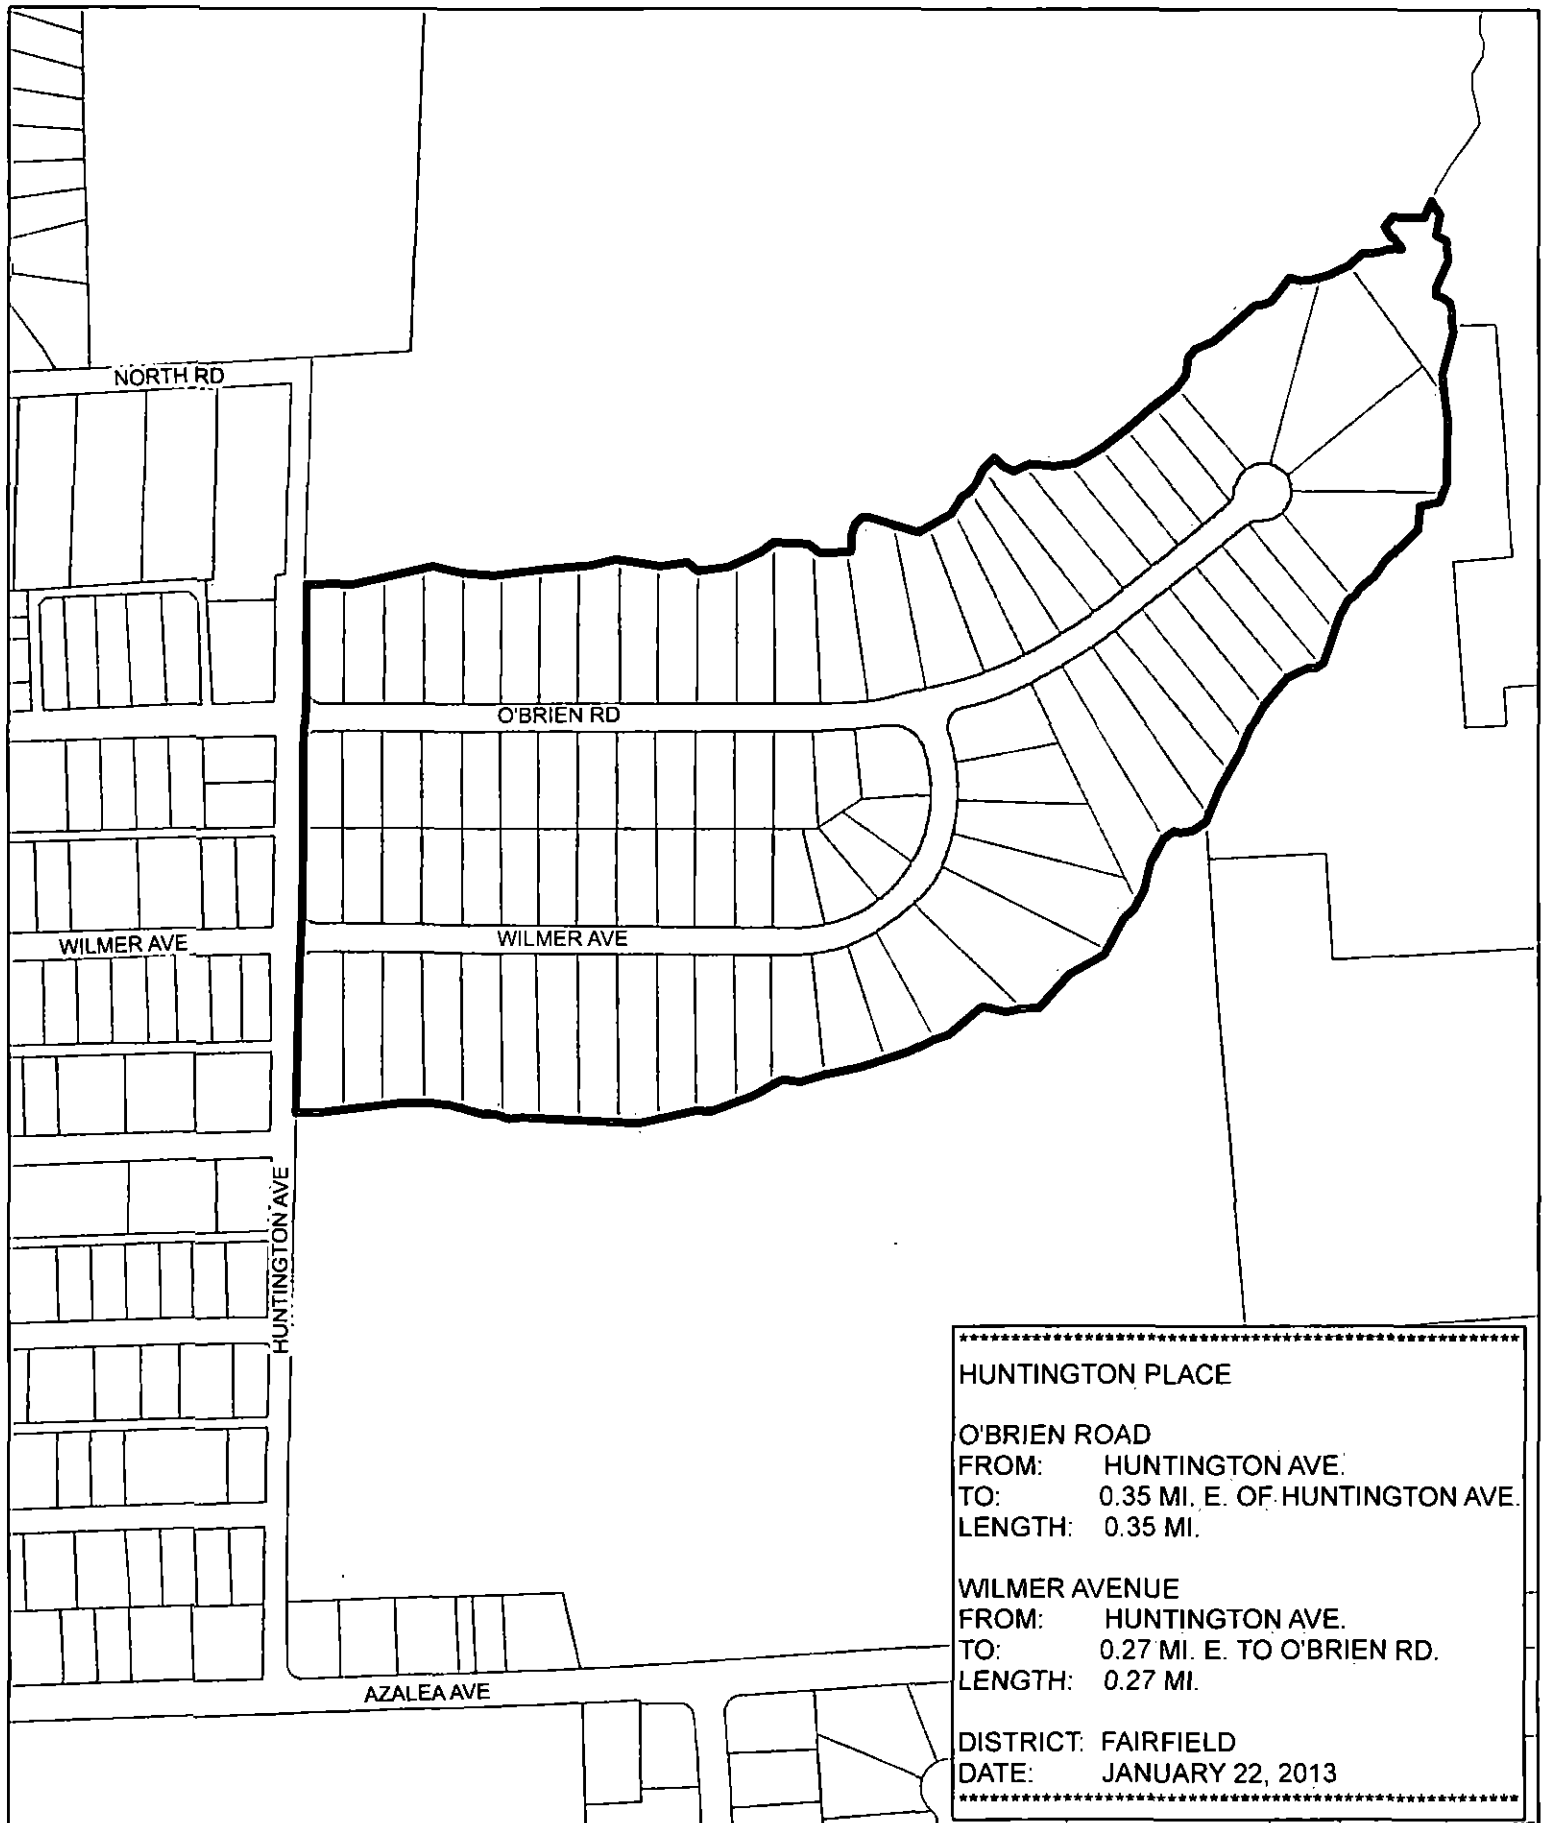 NORTH RD
O'BRIEN RD
WILMER AVE
WILMER AVE
HUNTINGTON AVE
AZALEA AVE
HUNTINGTON PLACE
O'BRIEN ROAD
FROM: HUNTINGTON AVE.
TO: 0.35 MI. E. OF HUNTINGTON AVE.
LENGTH: 0.35 MI.
WILMER AVENUE
FROM: HUNTINGTON AVE.
TO: 0.27 MI. E. TO O'BRIEN RD.
LENGTH: 0.27 MI.
DISTRICT: FAIRFIELD
DATE: JANUARY 22, 2013